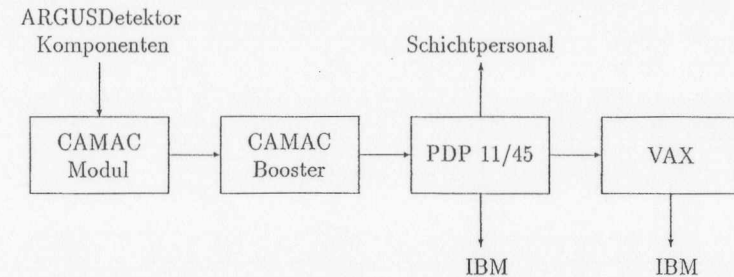 ARGUSDetektor
Komponenten
Schichtpersonal
CAMAC
Modul
CAMAC
Booster
PDP 11/45
VAX
IBM
IBM